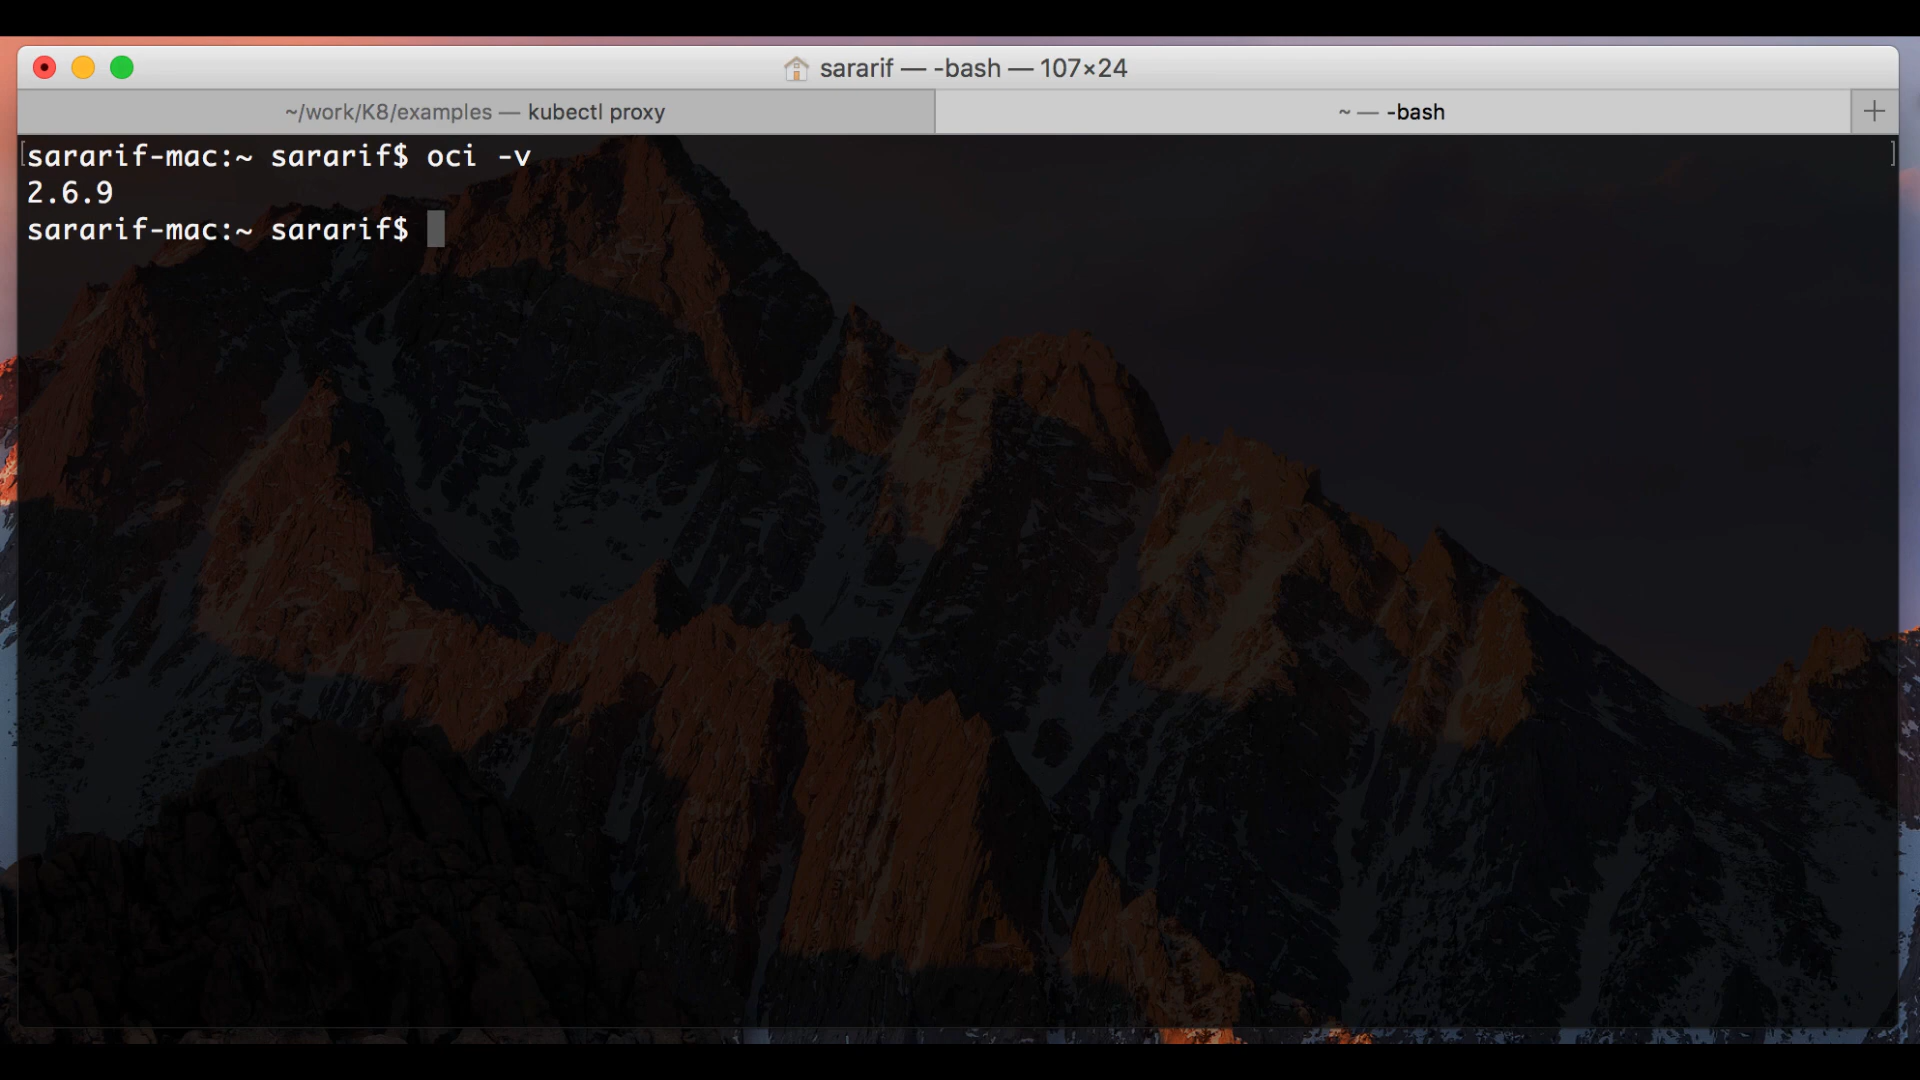 sararif — -bash — 107×24
~/work/K8/examples — kubectl proxy
~ — -bash
[sararif-mac:~ sararif$ oci -v]
2.6.9
sararif-mac:~ sararif$